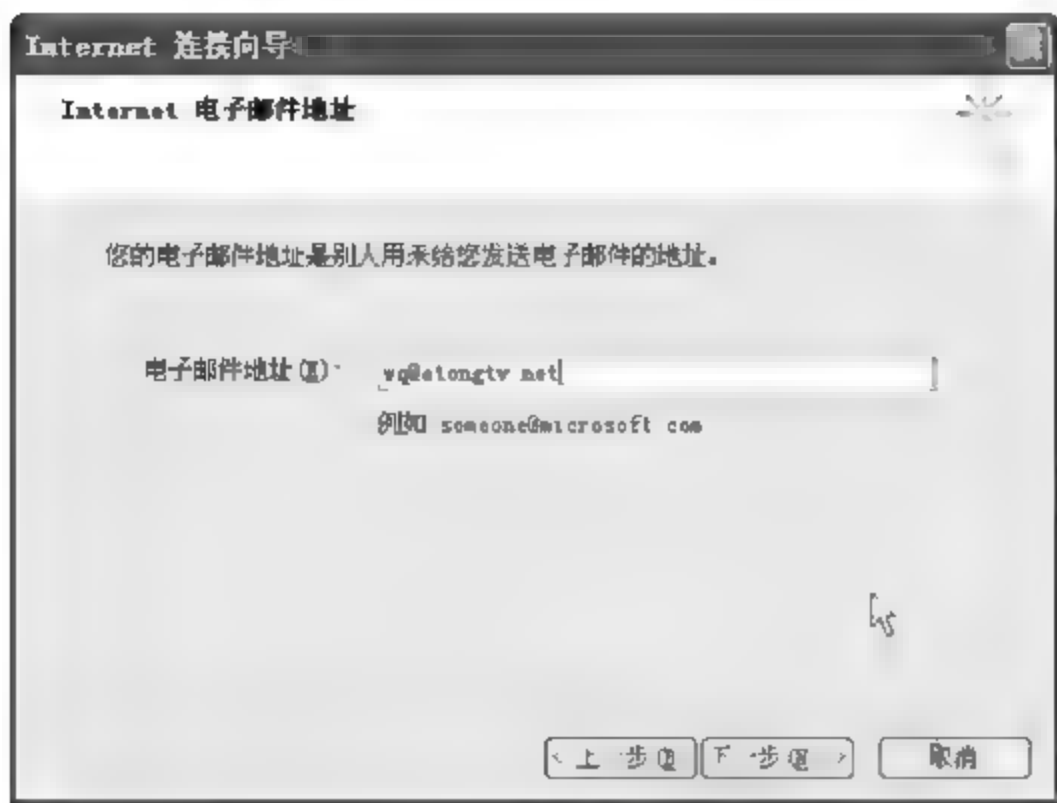 Internet 连接向导
Internet 电子邮件地址
您的电子邮件地址是别人用来给您发送电子邮件的地址。
电子邮件地址(E):
例如 someone@microsoft com
< 上一步(B) 下一步(N) > 取消